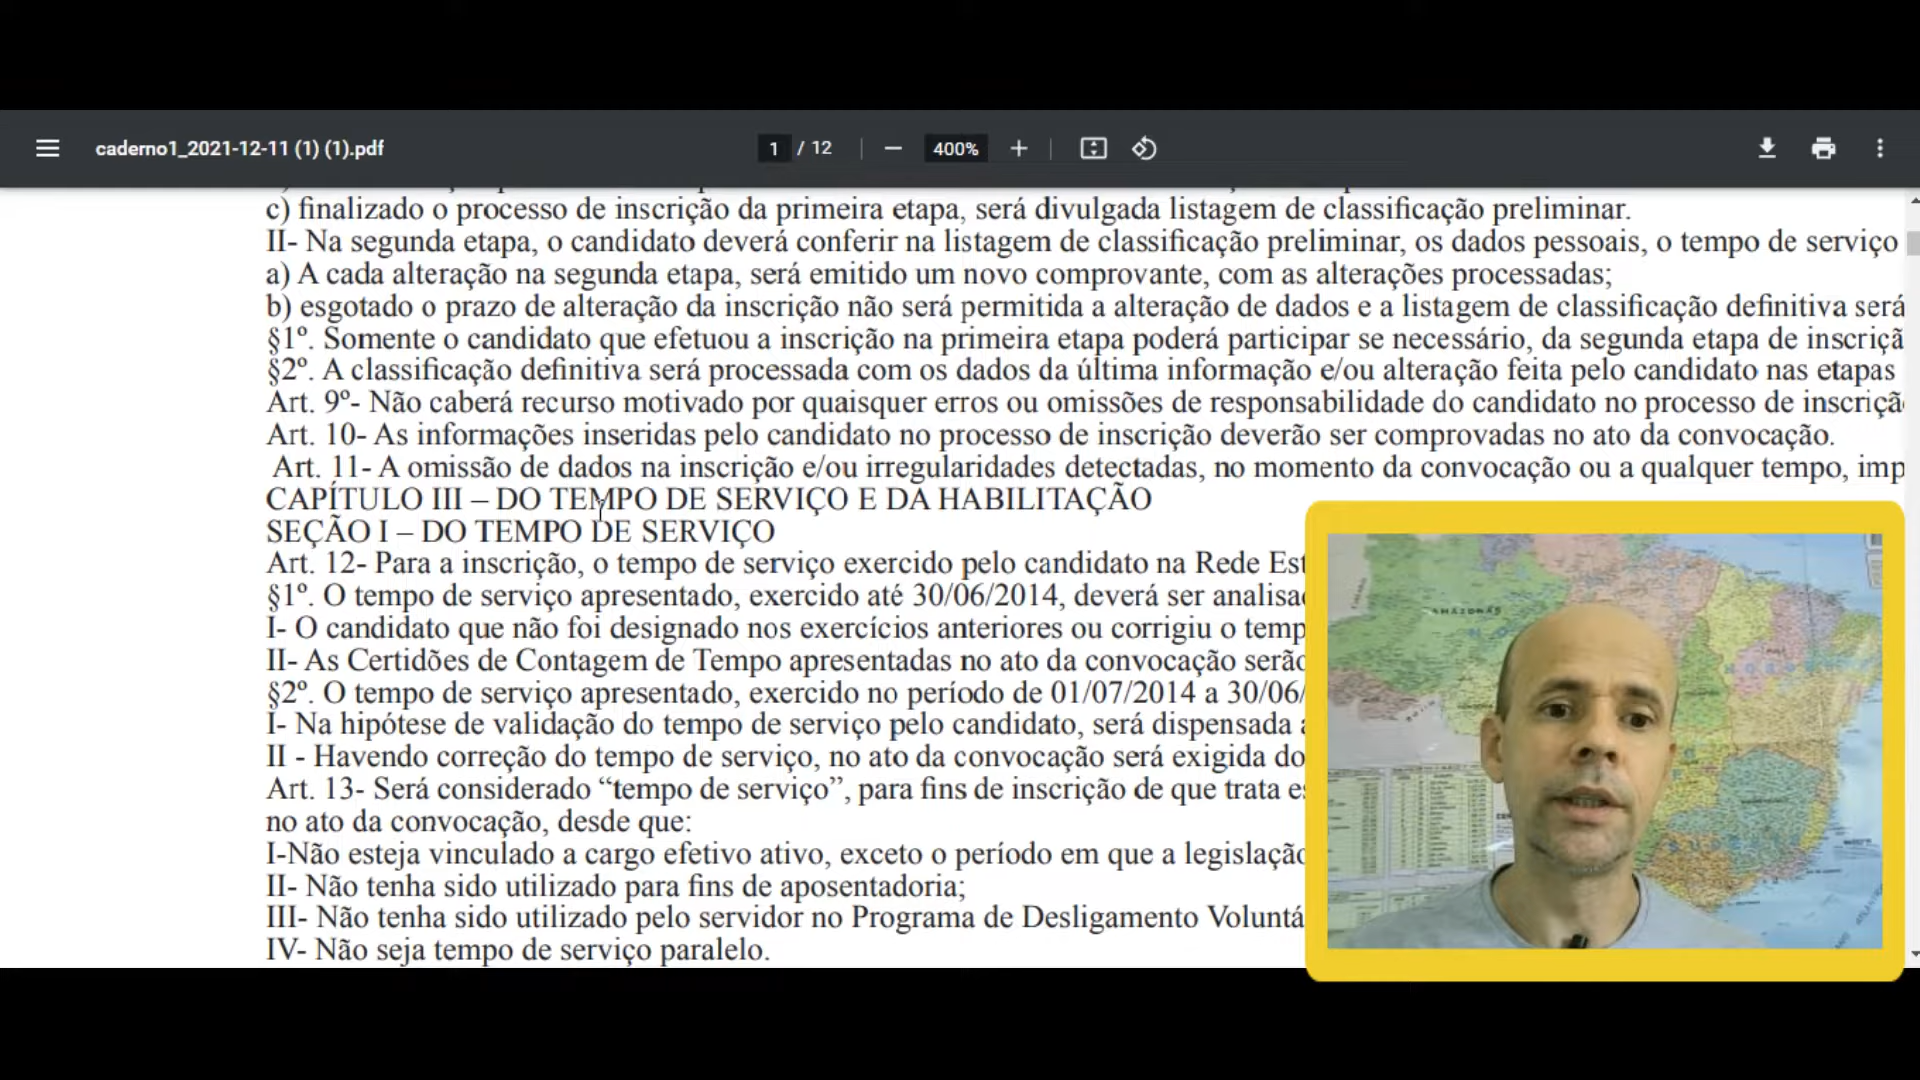 caderno1_2021-12-11 (1) (1).pdf
1 / 12
400%
c) finalizado o processo de inscrição da primeira etapa, será divulgada listagem de classificação preliminar.
II- Na segunda etapa, o candidato deverá conferir na listagem de classificação preliminar, os dados pessoais, o tempo de serviço
a) A cada alteração na segunda etapa, será emitido um novo comprovante, com as alterações processadas;
b) esgotado o prazo de alteração da inscrição não será permitida a alteração de dados e a listagem de classificação definitiva será
§1º. Somente o candidato que efetuou a inscrição na primeira etapa poderá participar se necessário, da segunda etapa de inscriçã
§2º. A classificação definitiva será processada com os dados da última informação e/ou alteração feita pelo candidato nas etapas
Art. 9º- Não caberá recurso motivado por quaisquer erros ou omissões de responsabilidade do candidato no processo de inscriçã
Art. 10- As informações inseridas pelo candidato no processo de inscrição deverão ser comprovadas no ato da convocação.
Art. 11- A omissão de dados na inscrição e/ou irregularidades detectadas, no momento da convocação ou a qualquer tempo, imp
CAPÍTULO III – DO TEMPO DE SERVIÇO E DA HABILITAÇÃO
SEÇÃO I – DO TEMPO DE SERVIÇO
Art. 12- Para a inscrição, o tempo de serviço exercido pelo candidato na Rede Est
§1º. O tempo de serviço apresentado, exercido até 30/06/2014, deverá ser analisad
I- O candidato que não foi designado nos exercícios anteriores ou corrigiu o temp
II- As Certidões de Contagem de Tempo apresentadas no ato da convocação serão
§2º. O tempo de serviço apresentado, exercido no período de 01/07/2014 a 30/06/
I- Na hipótese de validação do tempo de serviço pelo candidato, será dispensada a
II - Havendo correção do tempo de serviço, no ato da convocação será exigida do
Art. 13- Será considerado “tempo de serviço”, para fins de inscrição de que trata es
no ato da convocação, desde que:
I-Não esteja vinculado a cargo efetivo ativo, exceto o período em que a legislação
II- Não tenha sido utilizado para fins de aposentadoria;
III- Não tenha sido utilizado pelo servidor no Programa de Desligamento Voluntá
IV- Não seja tempo de serviço paralelo.
AMAZONAS